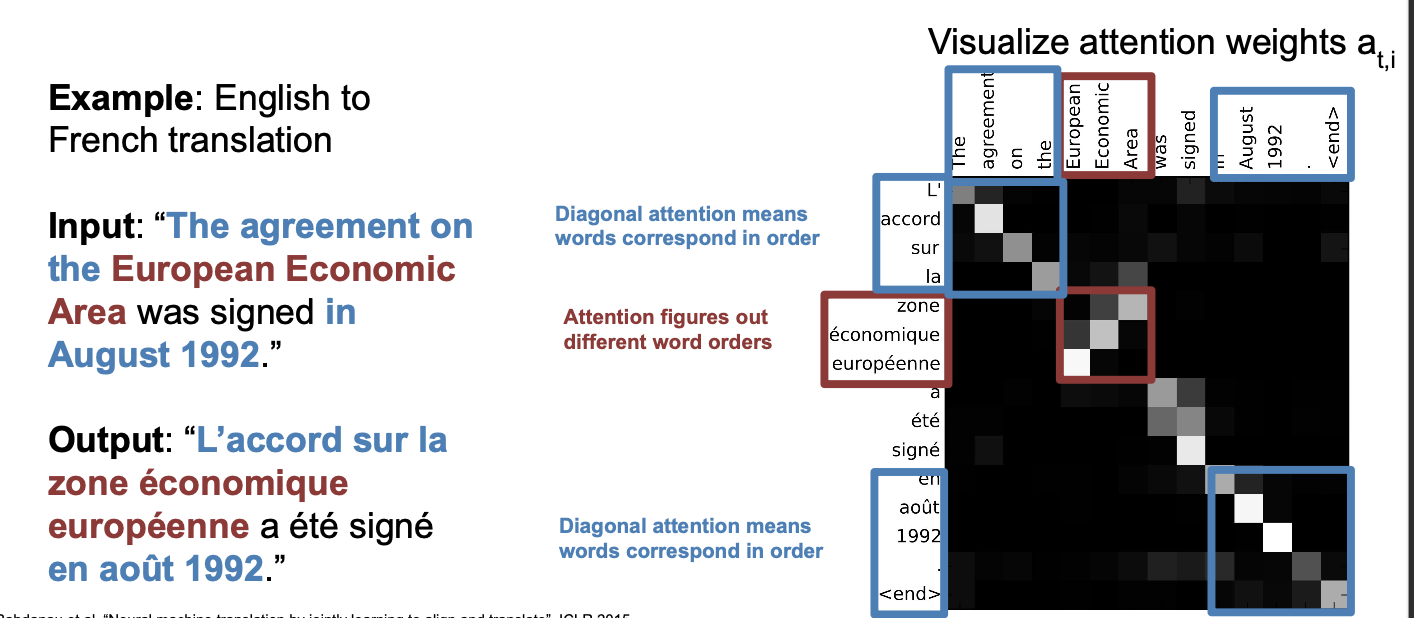 Visualize attention weights a_t,i
Example: English to
French translation
Input: “The agreement on
the European Economic
Area was signed in
August 1992.”
Output: “L’accord sur la
zone économique
européenne a été signé
en août 1992.”
Diagonal attention means
words correspond in order
Attention figures out
different word orders
Diagonal attention means
words correspond in order
The
agreement
on
the
European
Economic
Area
was
signed
in
August
1992
.
<end>
L'
accord
sur
la
zone
économique
européenne
a
été
signé
en
août
1992
.
<end>
et al. “Neural machine translation by jointly learning to align and translate”, ICLR 2015